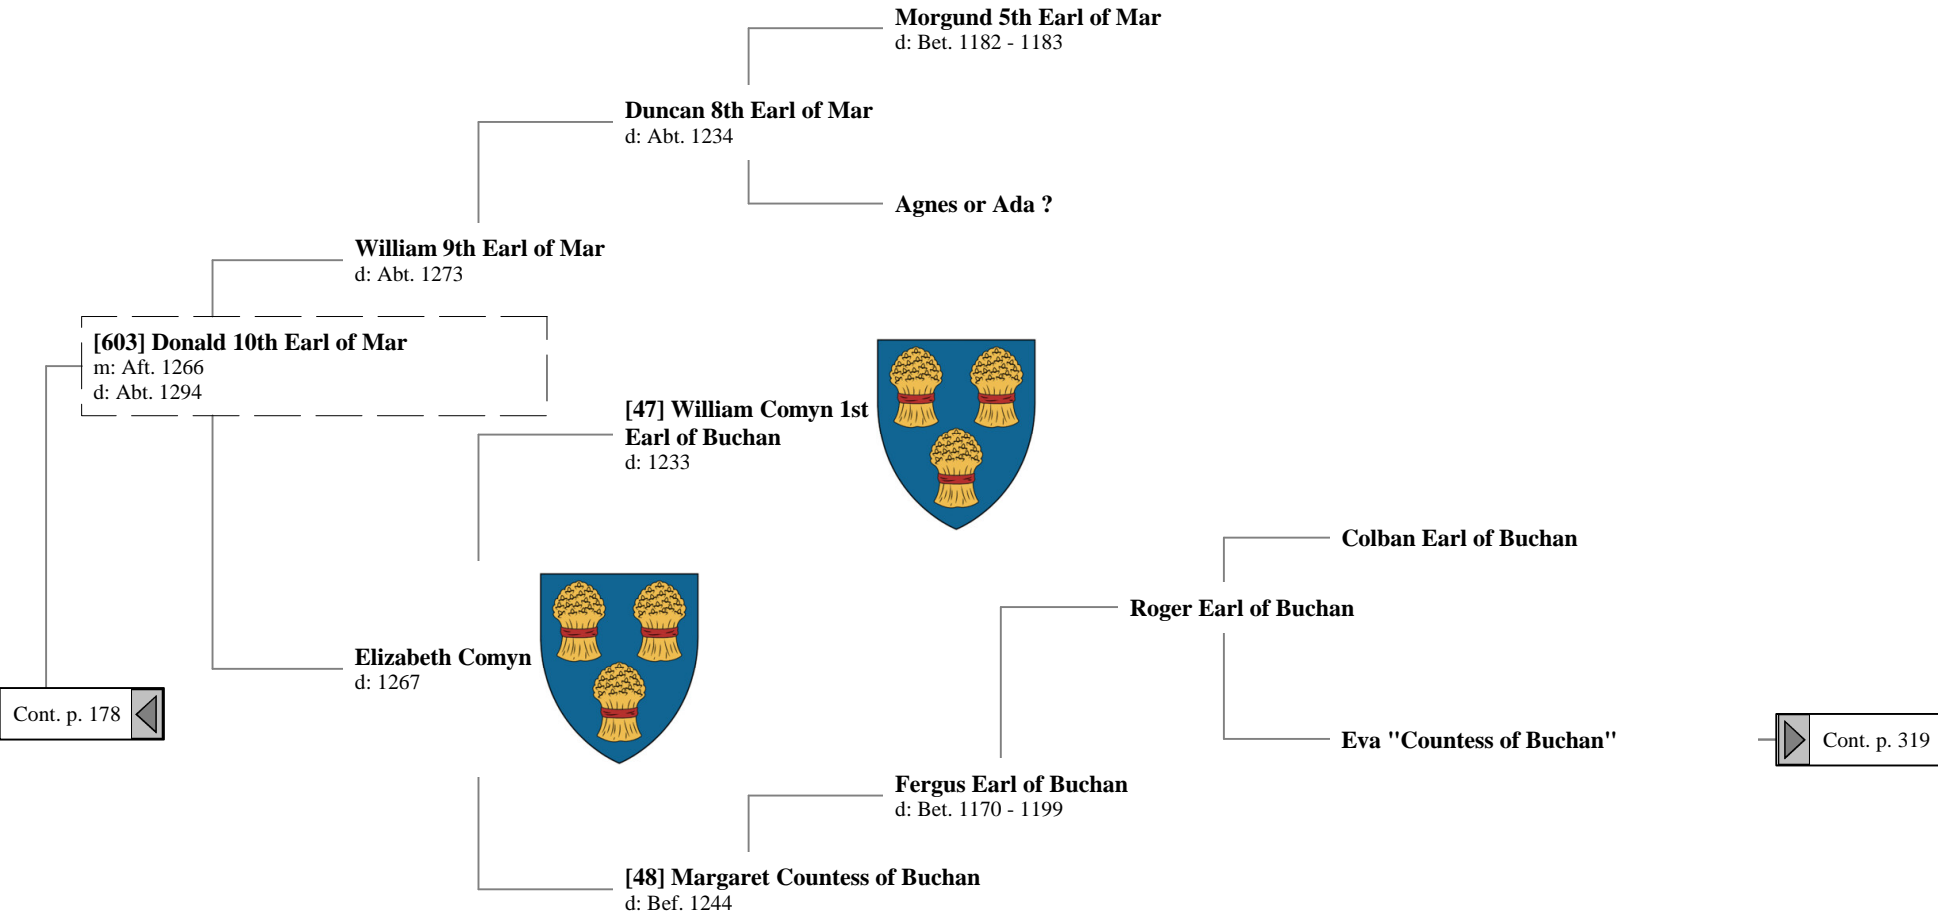 Morgund 5th Earl of Mar
d: Bet. 1182 - 1183
Duncan 8th Earl of Mar
d: Abt. 1234
Agnes or Ada ?
William 9th Earl of Mar
d: Abt. 1273
[603] Donald 10th Earl of Mar
m: Aft. 1266
d: Abt. 1294
[47] William Comyn 1st
Earl of Buchan
d: 1233
Colban Earl of Buchan
Roger Earl of Buchan
Elizabeth Comyn
d: 1267
Cont. p. 178
Eva "Countess of Buchan"
Cont. p. 319
Fergus Earl of Buchan
d: Bet. 1170 - 1199
[48] Margaret Countess of Buchan
d: Bef. 1244